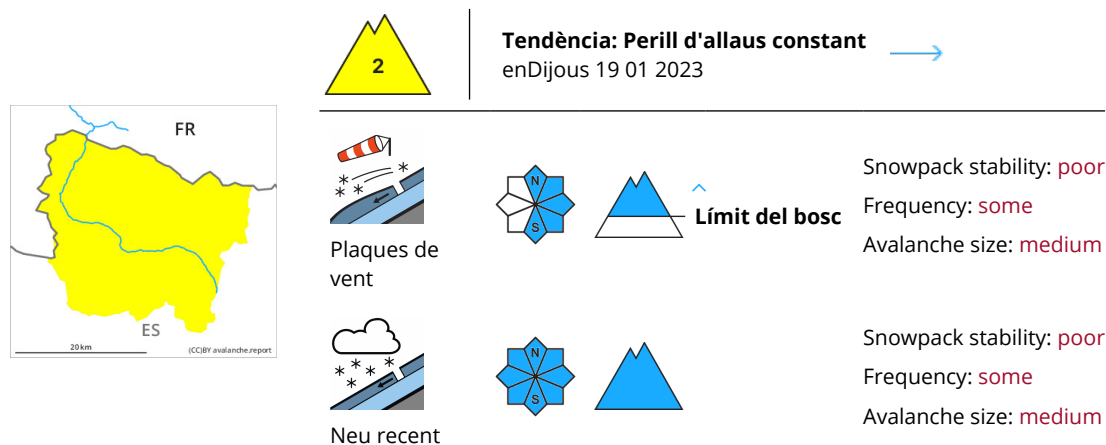 2
Tendència: Perill d'allaus constant
enDijous 19 01 2023
FR
ES
20 km
(CC)BY avalanche.report
N
S
Límit del bosc
Plaques de
vent
Snowpack stability: poor
Frequency: some
Avalanche size: medium
N
S
Neu recent
Snowpack stability: poor
Frequency: some
Avalanche size: medium